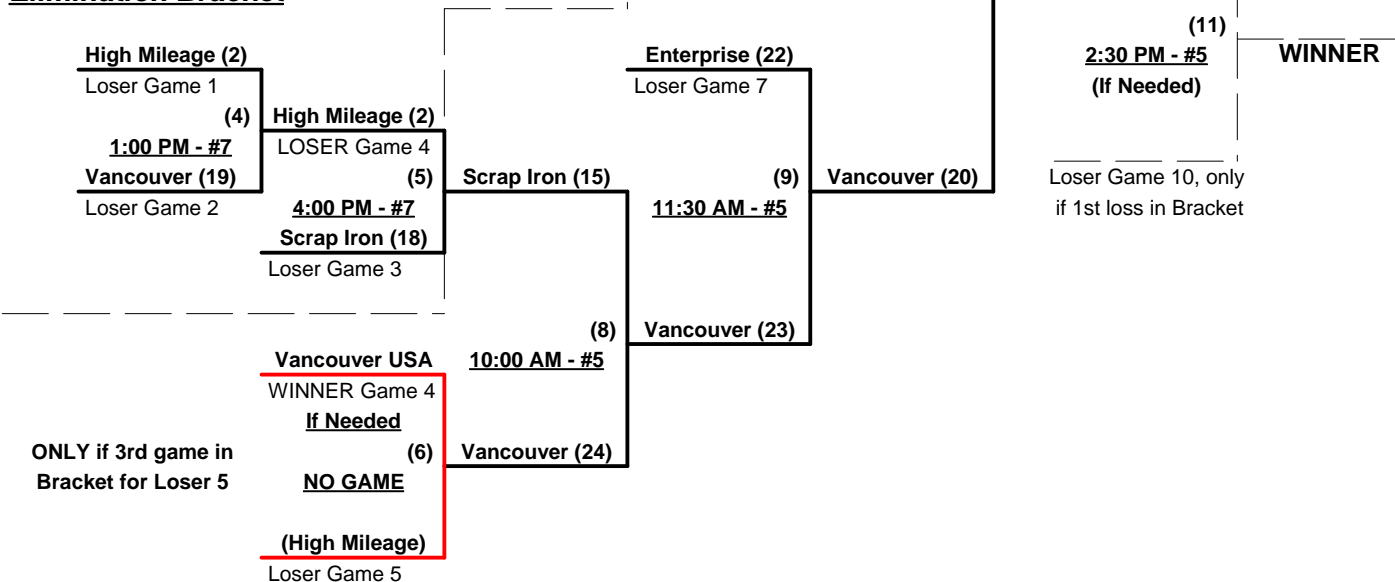 Elimination Bracket
High Mileage (2)
Loser Game 1
(4)
1:00 PM - #7
Vancouver (19)
Loser Game 2
High Mileage (2)
LOSER Game 4
(5)
4:00 PM - #7
Scrap Iron (18)
Loser Game 3
Scrap Iron (15)
(8)
10:00 AM - #5
Vancouver USA
WINNER Game 4
If Needed
(6)
NO GAME
(High Mileage)
Loser Game 5
ONLY if 3rd game in
Bracket for Loser 5
Vancouver (24)
Enterprise (22)
Loser Game 7
(9)
11:30 AM - #5
Vancouver (23)
Vancouver (20)
(11)
2:30 PM - #5
(If Needed)
WINNER
Loser Game 10, only
if 1st loss in Bracket